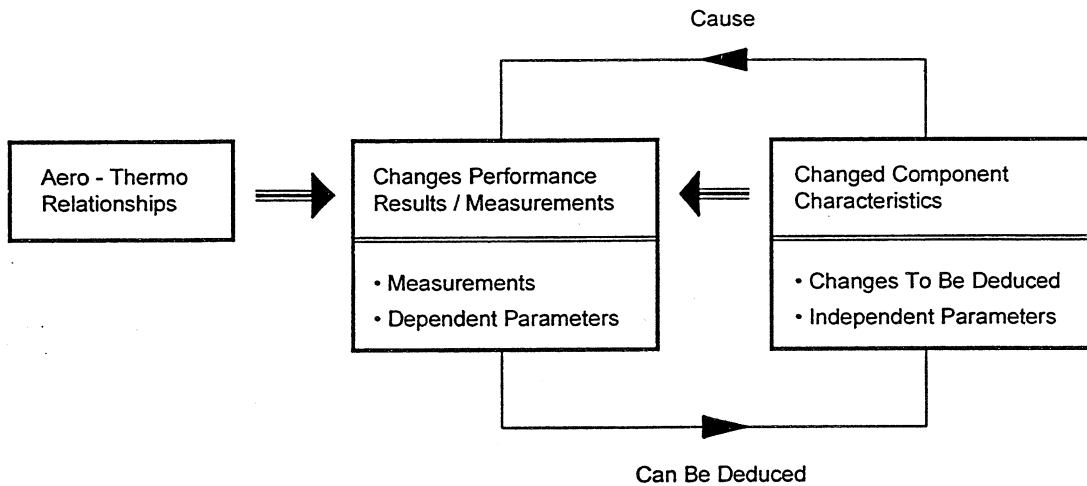 Cause
Aero - Thermo
Relationships
Changes Performance
Results / Measurements
• Measurements
• Dependent Parameters
Changed Component
Characteristics
• Changes To Be Deduced
• Independent Parameters
Can Be Deduced